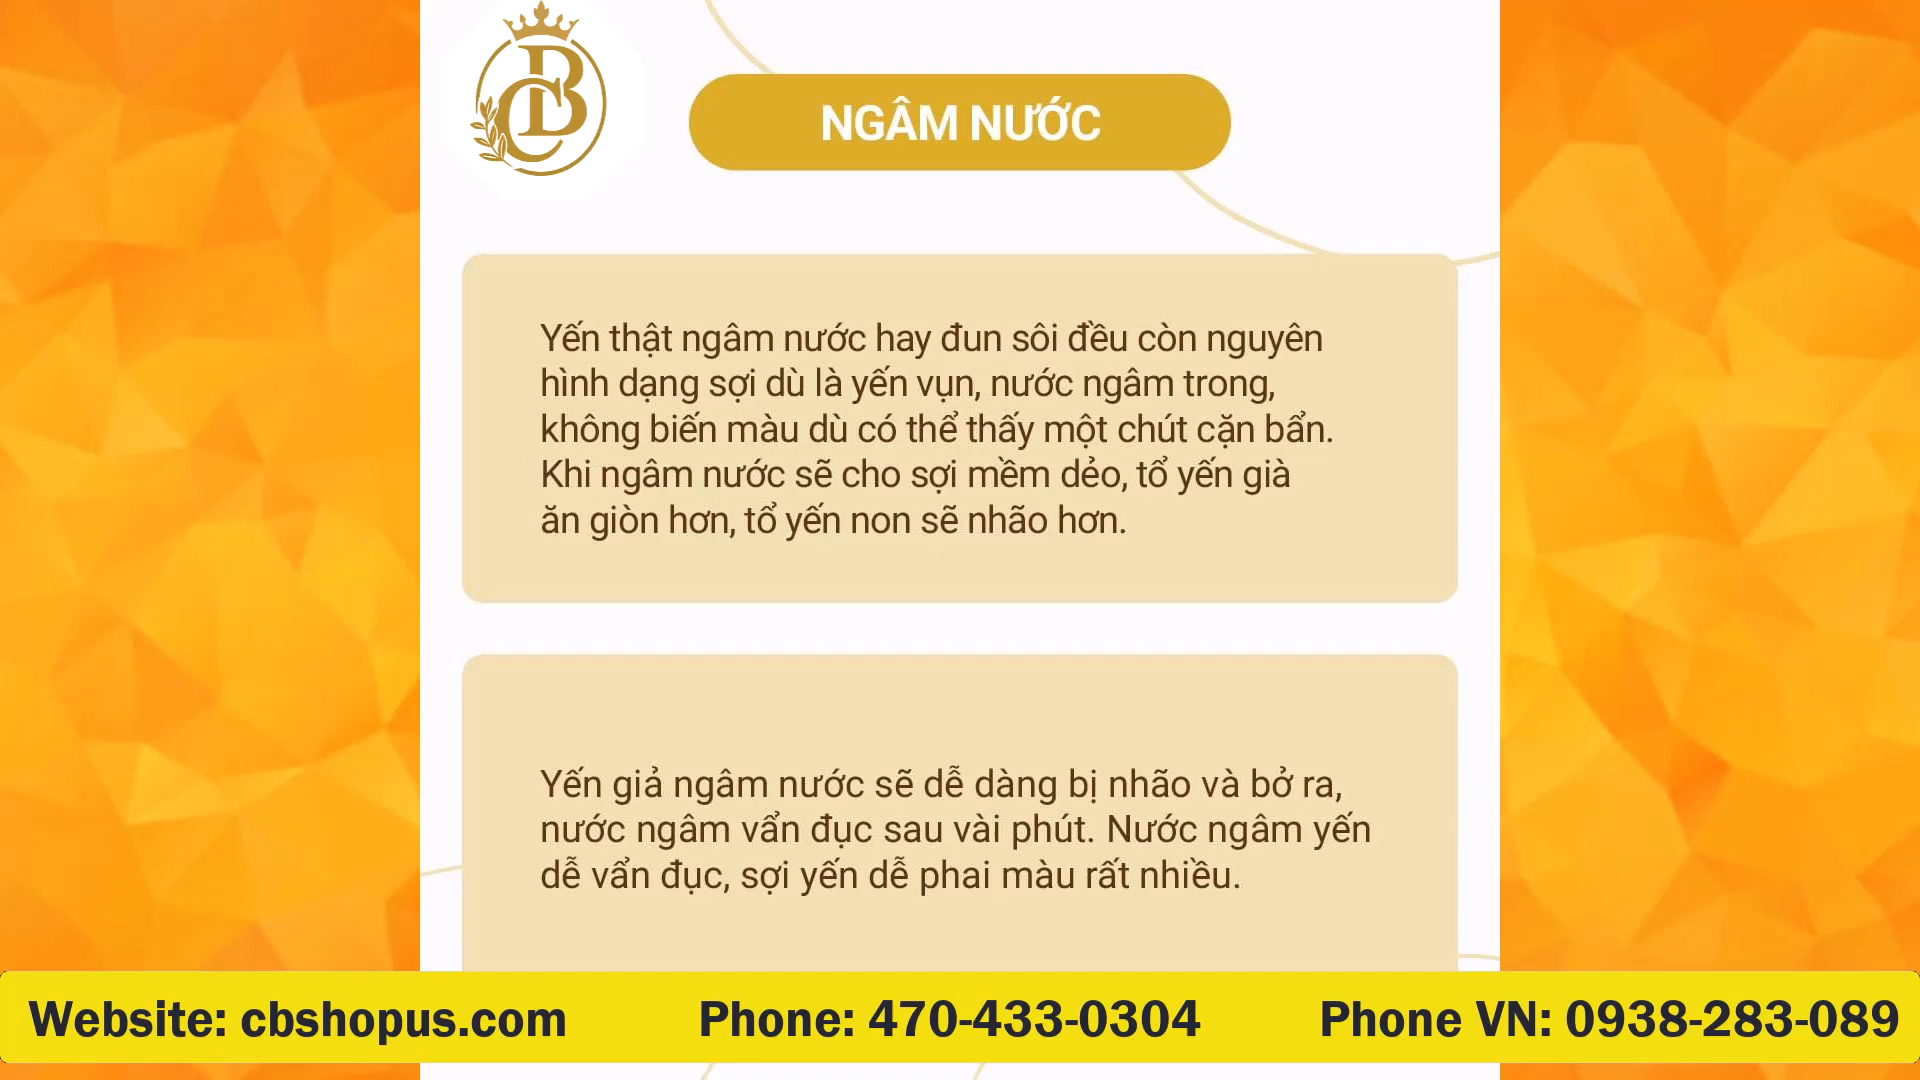 CB
NGÂM NƯỚC
Yến thật ngâm nước hay đun sôi đều còn nguyên
hình dạng sợi dù là yến vụn, nước ngâm trong,
không biến màu dù có thể thấy một chút cặn bẩn.
Khi ngâm nước sẽ cho sợi mềm dẻo, tổ yến già
ăn giòn hơn, tổ yến non sẽ nhão hơn.
Yến giả ngâm nước sẽ dễ dàng bị nhão và bở ra,
nước ngâm vẩn đục sau vài phút. Nước ngâm yến
dễ vẩn đục, sợi yến dễ phai màu rất nhiều.
Website: cbshopus.com Phone: 470-433-0304 Phone VN: 0938-283-089